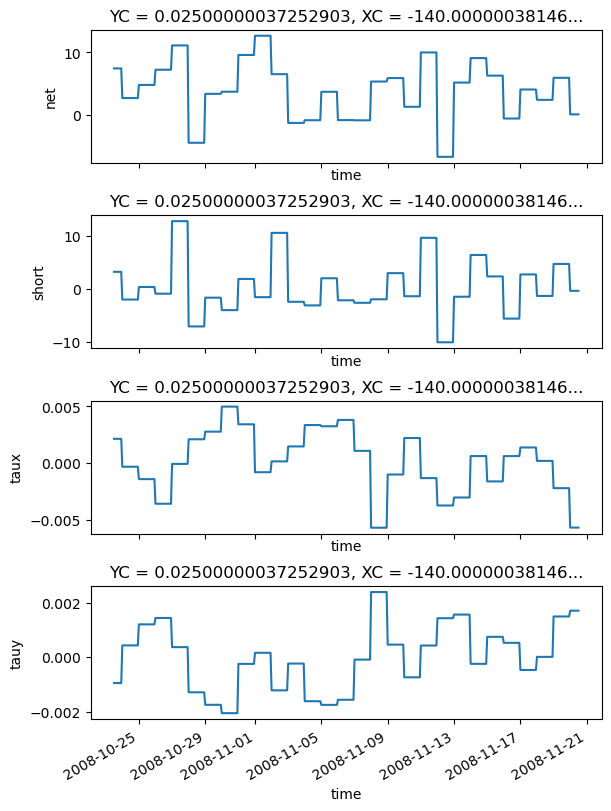 YC = 0.02500000037252903, XC = -140.00000038146...
10
0
net
time
YC = 0.02500000037252903, XC = -140.00000038146...
10
0
−10
short
time
YC = 0.02500000037252903, XC = -140.00000038146...
0.005
0.000
−0.005
taux
time
YC = 0.02500000037252903, XC = -140.00000038146...
0.002
0.000
−0.002
tauy
2008-10-25
2008-10-29
2008-11-01
2008-11-05
2008-11-09
2008-11-13
2008-11-17
2008-11-21
time